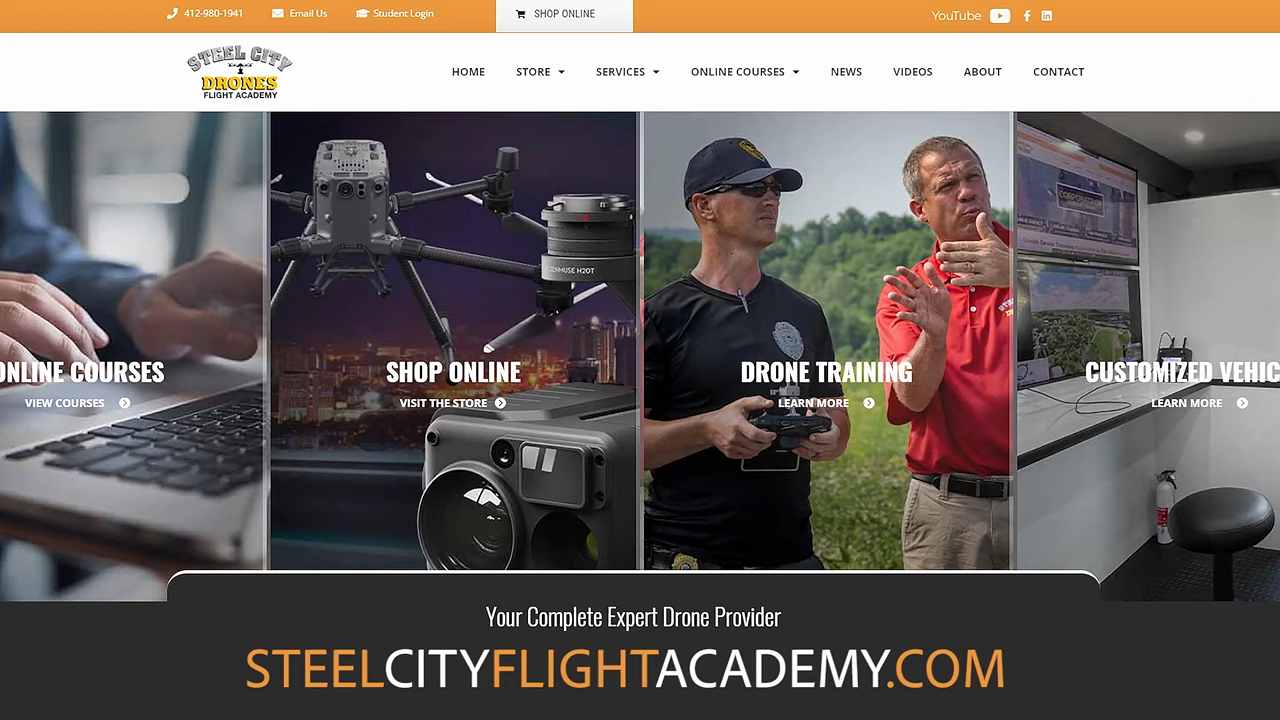 412-980-1941 Email Us Student Login SHOP ONLINE YouTube
STEEL CITY
DRONES
FLIGHT ACADEMY
HOME STORE SERVICES ONLINE COURSES NEWS VIDEOS ABOUT CONTACT
ZENMUSE H20T
CORPORATION
ONLINE COURSES
VIEW COURSES
SHOP ONLINE
VISIT THE STORE
DRONE TRAINING
LEARN MORE
CUSTOMIZED VEHIC
LEARN MORE
Your Complete Expert Drone Provider
STEELCITYFLIGHTACADEMY.COM